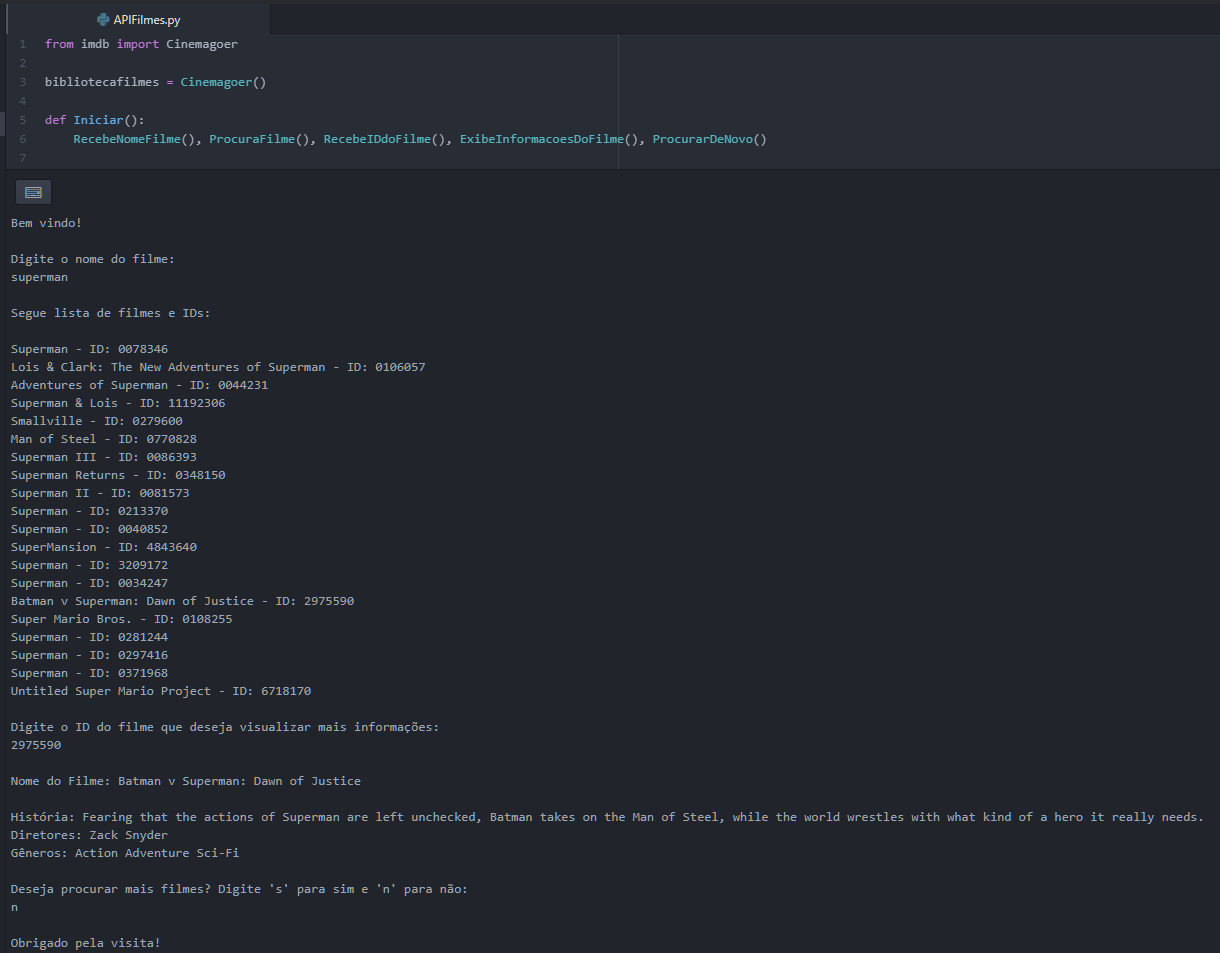 APIFilmes.py
1 from imdb import Cinemagoer
2
3 bibliotecafilmes = Cinemagoer()
4
5 def Iniciar():
6     RecebeNomeFilme(), ProcuraFilme(), RecebeIDdoFilme(), ExibeInformacoesDoFilme(), ProcurarDeNovo()
7
Bem vindo!
Digite o nome do filme:
superman
Segue lista de filmes e IDs:
Superman - ID: 0078346
Lois & Clark: The New Adventures of Superman - ID: 0106057
Adventures of Superman - ID: 0044231
Superman & Lois - ID: 11192306
Smallville - ID: 0279600
Man of Steel - ID: 0770828
Superman III - ID: 0086393
Superman Returns - ID: 0348150
Superman II - ID: 0081573
Superman - ID: 0213370
Superman - ID: 0040852
SuperMansion - ID: 4843640
Superman - ID: 3209172
Superman - ID: 0034247
Batman v Superman: Dawn of Justice - ID: 2975590
Super Mario Bros. - ID: 0108255
Superman - ID: 0281244
Superman - ID: 0297416
Superman - ID: 0371968
Untitled Super Mario Project - ID: 6718170
Digite o ID do filme que deseja visualizar mais informações:
2975590
Nome do Filme: Batman v Superman: Dawn of Justice
História: Fearing that the actions of Superman are left unchecked, Batman takes on the Man of Steel, while the world wrestles with what kind of a hero it really needs.
Diretores: Zack Snyder
Gêneros: Action Adventure Sci-Fi
Deseja procurar mais filmes? Digite 's' para sim e 'n' para não:
n
Obrigado pela visita!